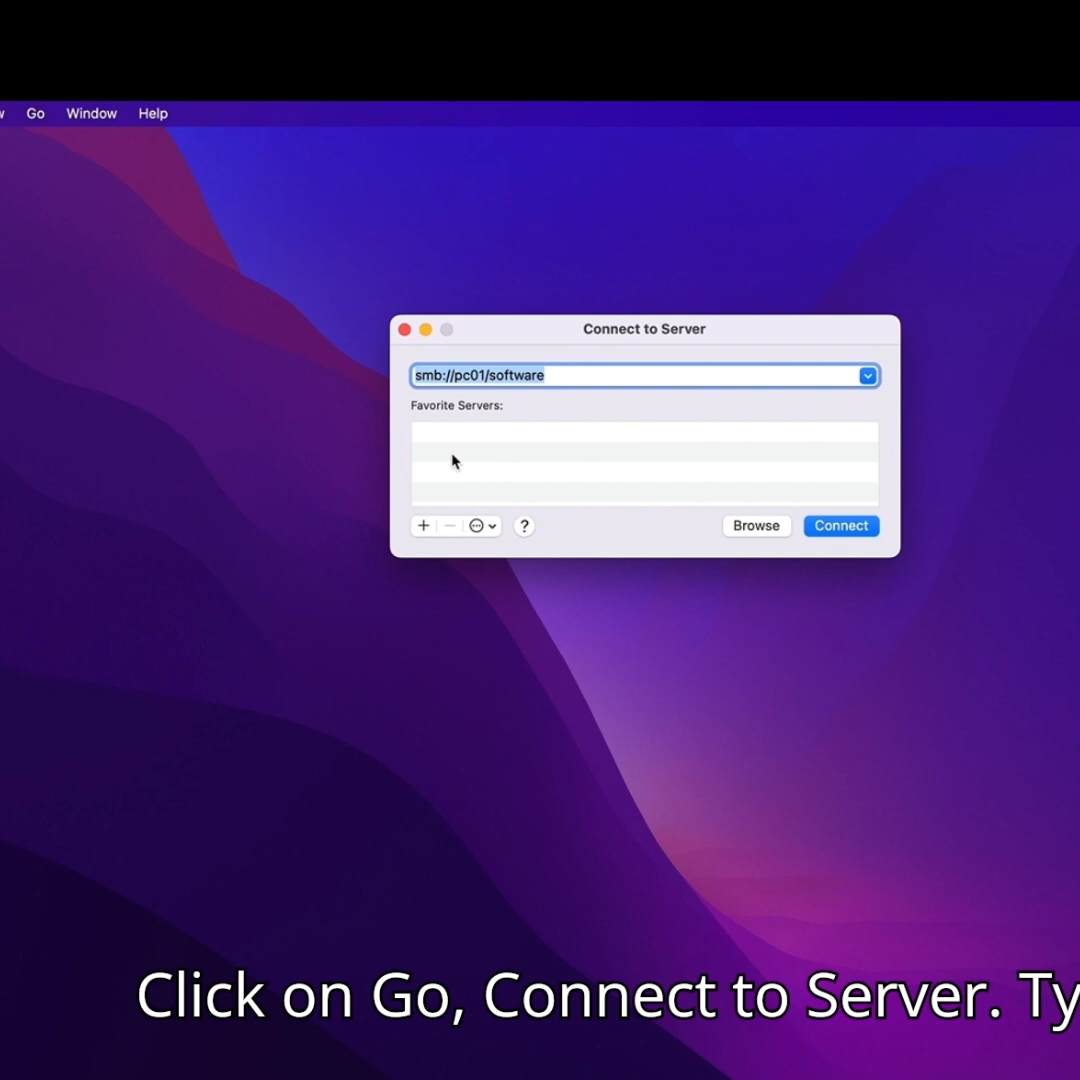 Go Window Help
Connect to Server
smb://pc01/software
Favorite Servers:
+ − ? Browse Connect
Click on Go, Connect to Server. Ty